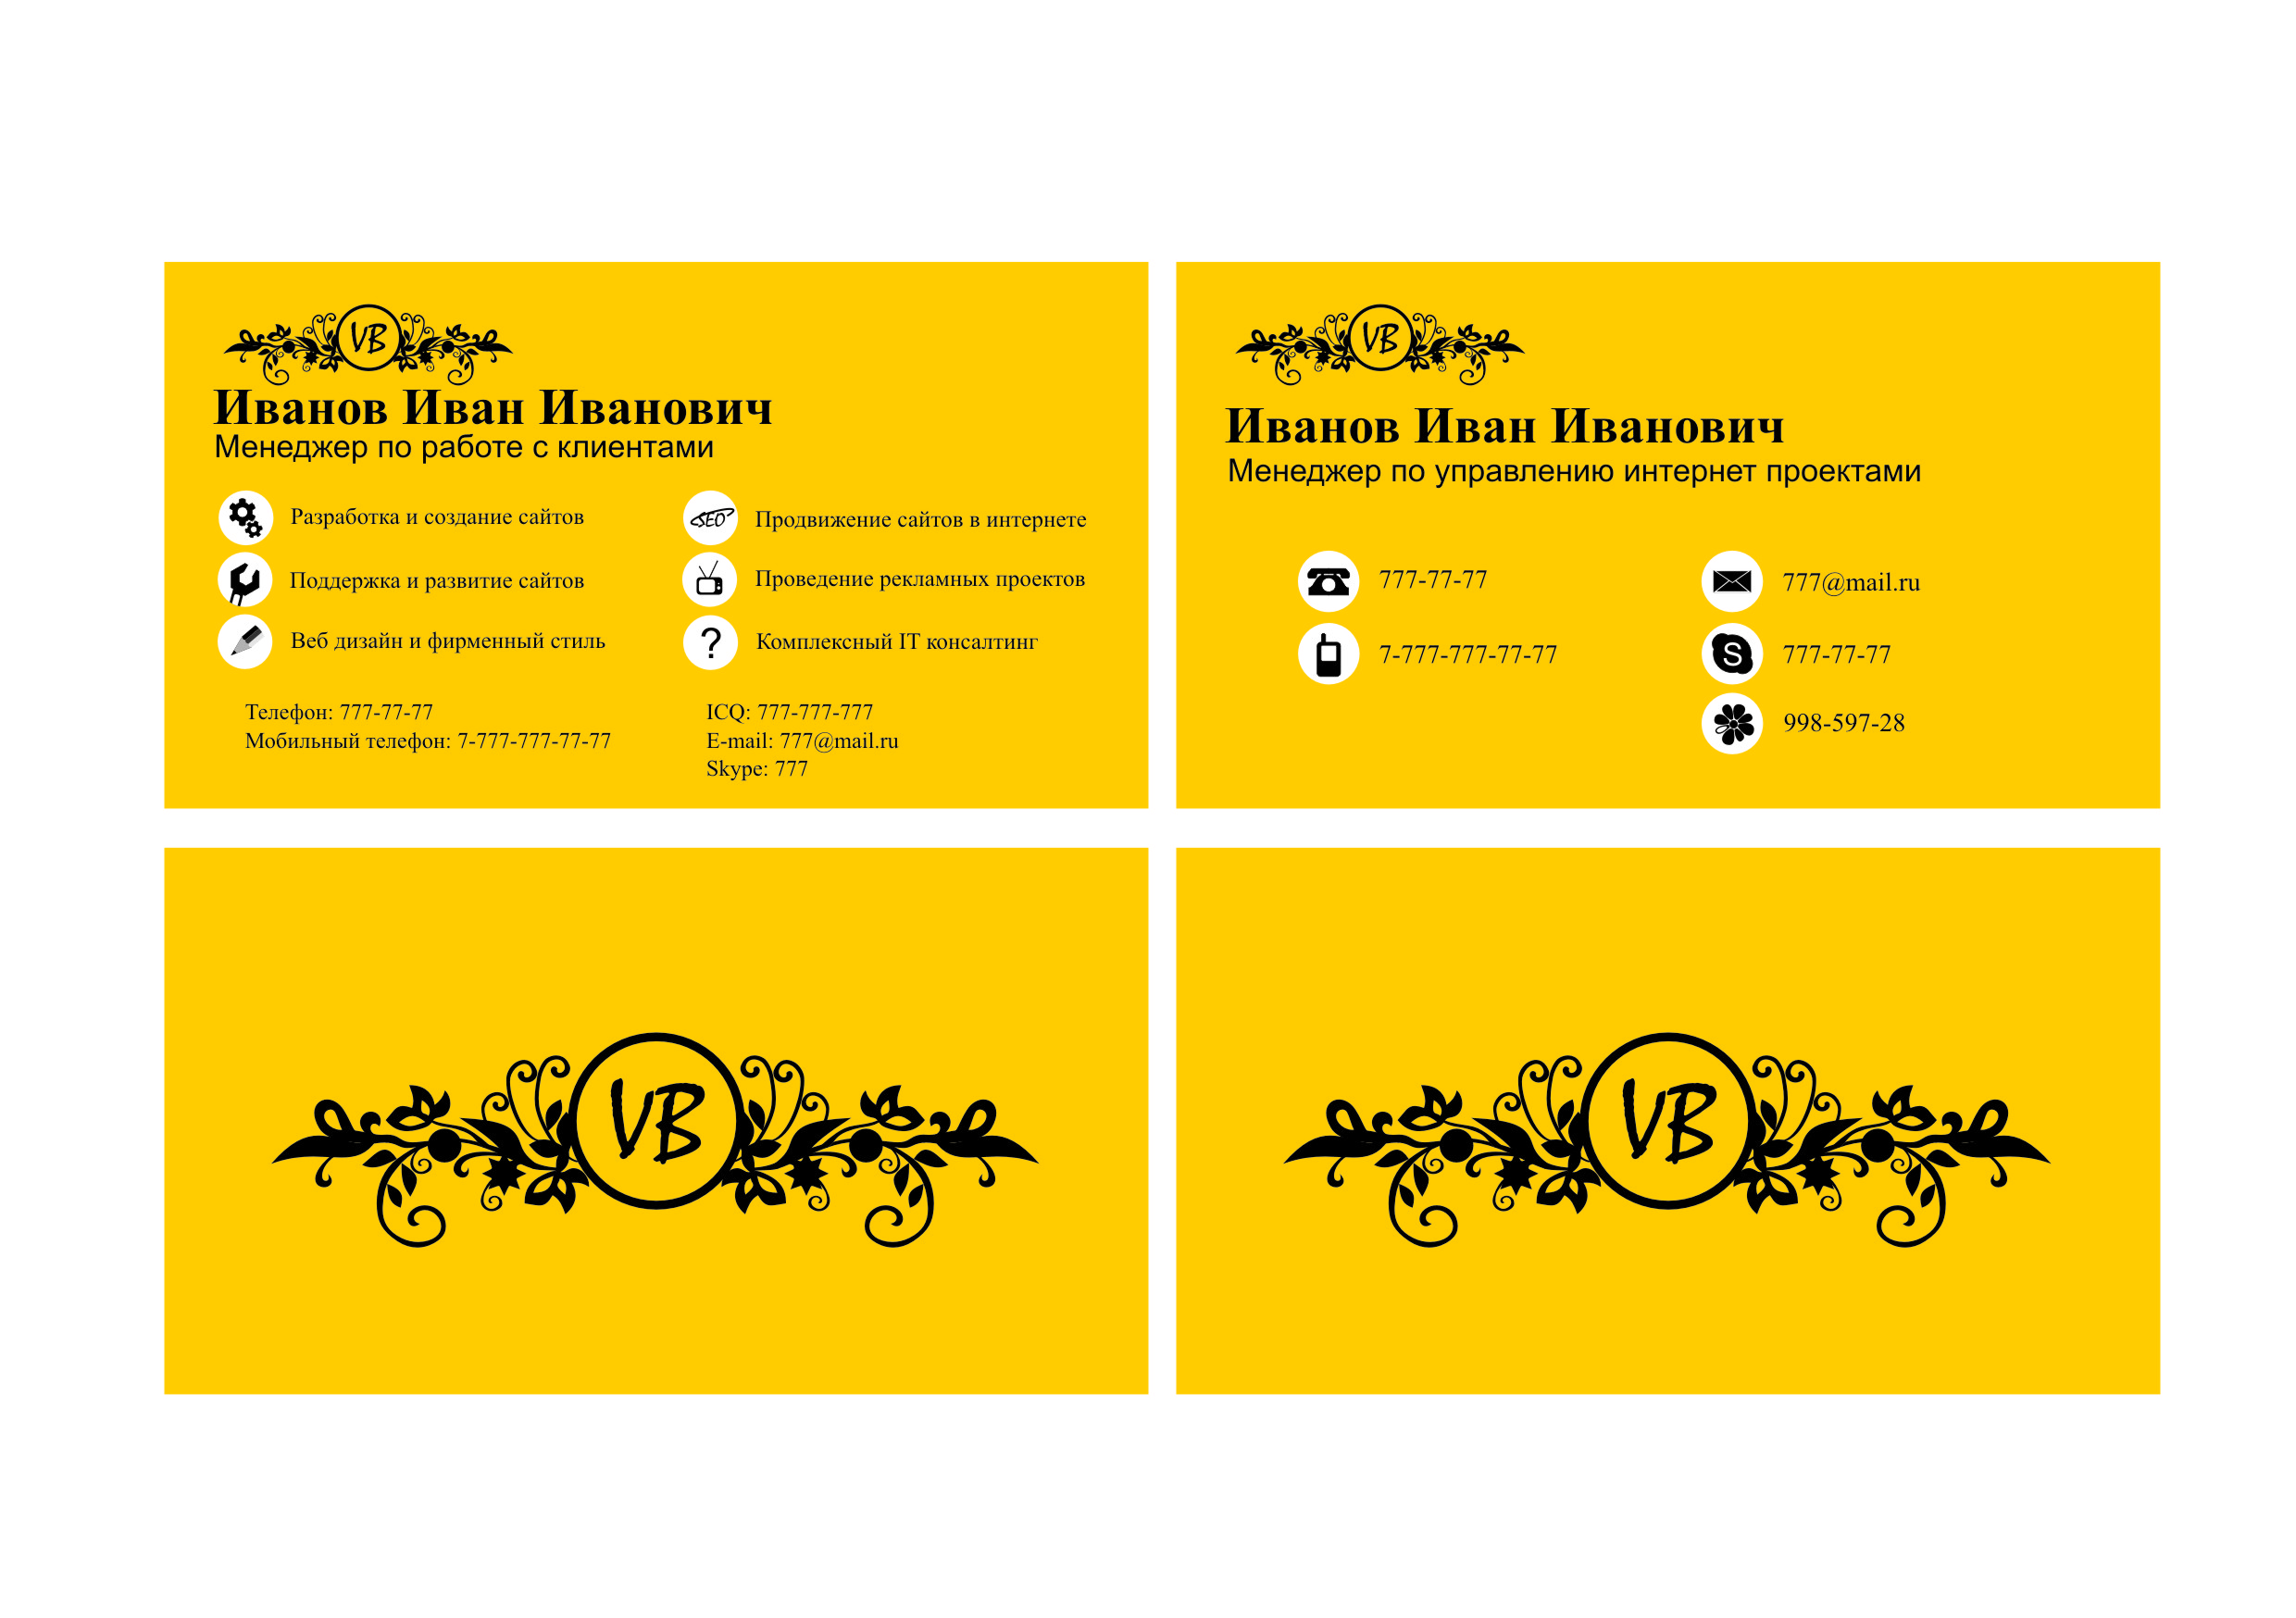 VB
Иванов Иван Иванович
Менеджер по работе с клиентами
Разработка и создание сайтов
Поддержка и развитие сайтов
Веб дизайн и фирменный стиль
SEO
Продвижение сайтов в интернете
Проведение рекламных проектов
?
Комплексный IT консалтинг
Телефон: 777-77-77
Мобильный телефон: 7-777-777-77-77
ICQ: 777-777-777
E-mail: 777@mail.ru
Skype: 777
VB
Иванов Иван Иванович
Менеджер по управлению интернет проектами
777-77-77
7-777-777-77-77
777@mail.ru
S
777-77-77
998-597-28
VB
VB